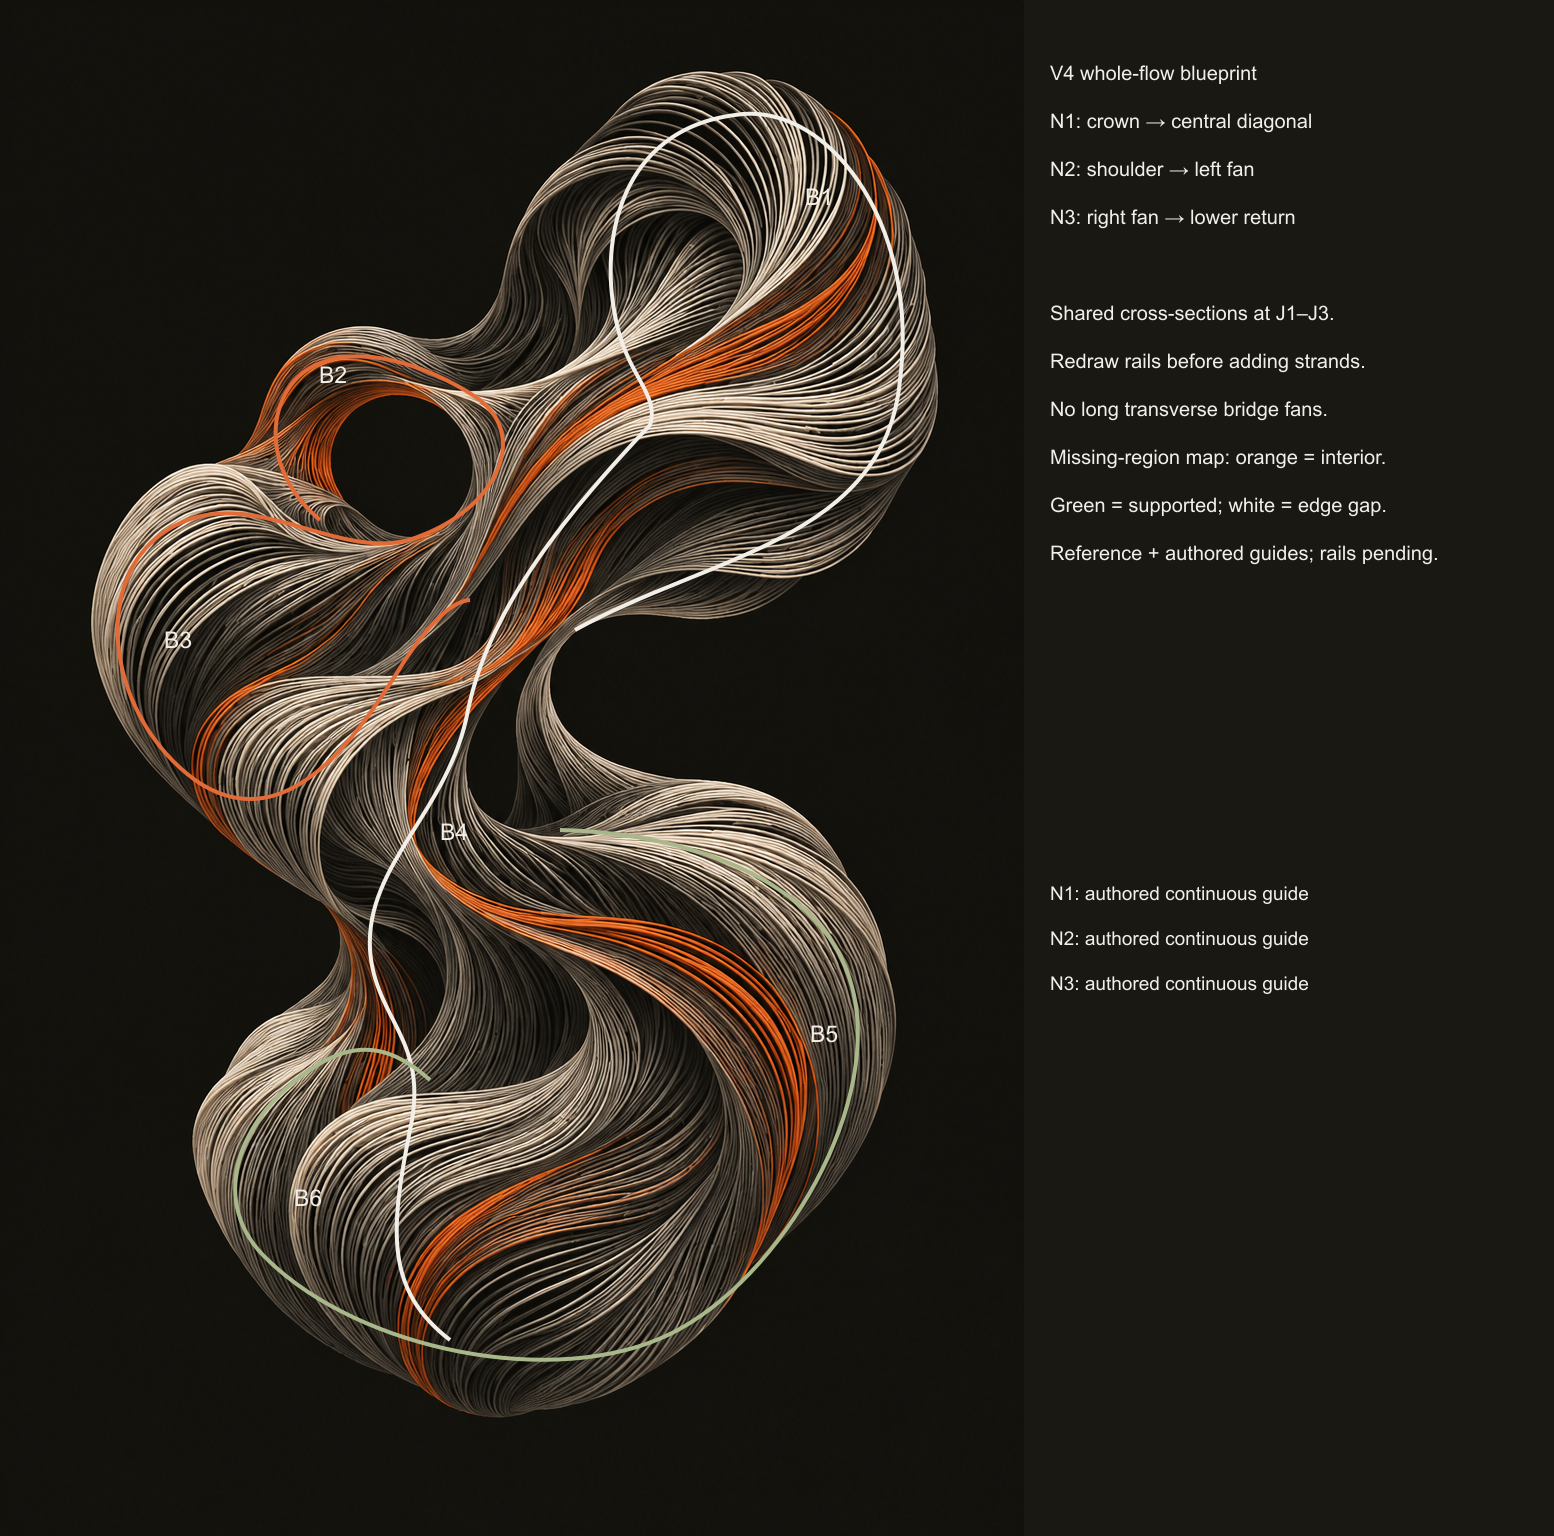 V4 whole-flow blueprint
N1: crown → central diagonal
N2: shoulder → left fan
N3: right fan → lower return
Shared cross-sections at J1–J3.
Redraw rails before adding strands.
No long transverse bridge fans.
Missing-region map: orange = interior.
Green = supported; white = edge gap.
Reference + authored guides; rails pending.
N1: authored continuous guide
N2: authored continuous guide
N3: authored continuous guide
B1
B2
B3
B4
B5
B6